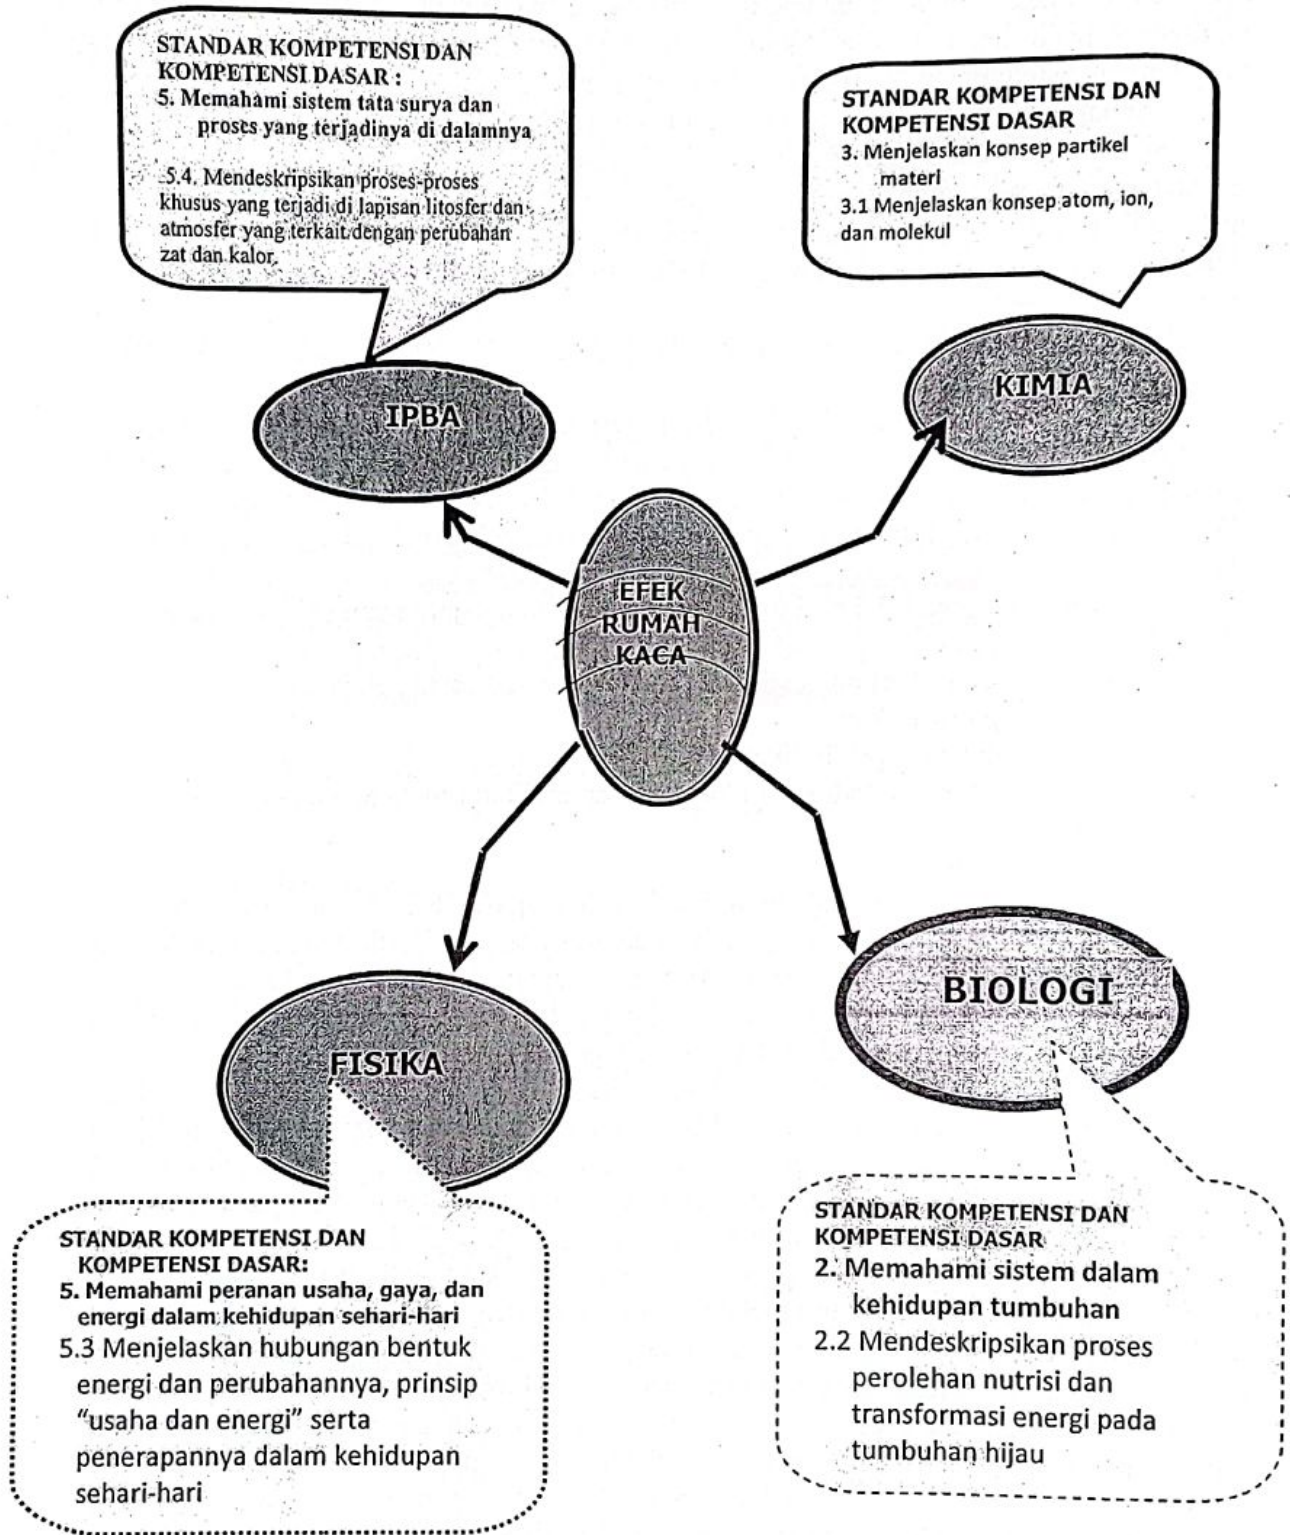 STANDAR KOMPETENSI DAN
KOMPETENSI DASAR :
5. Memahami sistem tata surya dan
proses yang terjadinya di dalamnya
5.4. Mendeskripsikan proses-proses
khusus yang terjadi di lapisan litosfer dan
atmosfer yang terkait dengan perubahan
zat dan kalor.
STANDAR KOMPETENSI DAN
KOMPETENSI DASAR
3. Menjelaskan konsep partikel
materi
3.1 Menjelaskan konsep atom, ion,
dan molekul
IPBA
KIMIA
EFEK
RUMAH
KACA
FISIKA
BIOLOGI
STANDAR KOMPETENSI DAN
KOMPETENSI DASAR:
5. Memahami peranan usaha, gaya, dan
energi dalam kehidupan sehari-hari
5.3 Menjelaskan hubungan bentuk
energi dan perubahannya, prinsip
“usaha dan energi” serta
penerapannya dalam kehidupan
sehari-hari
STANDAR KOMPETENSI DAN
KOMPETENSI DASAR
2. Memahami sistem dalam
kehidupan tumbuhan
2.2 Mendeskripsikan proses
perolehan nutrisi dan
transformasi energi pada
tumbuhan hijau